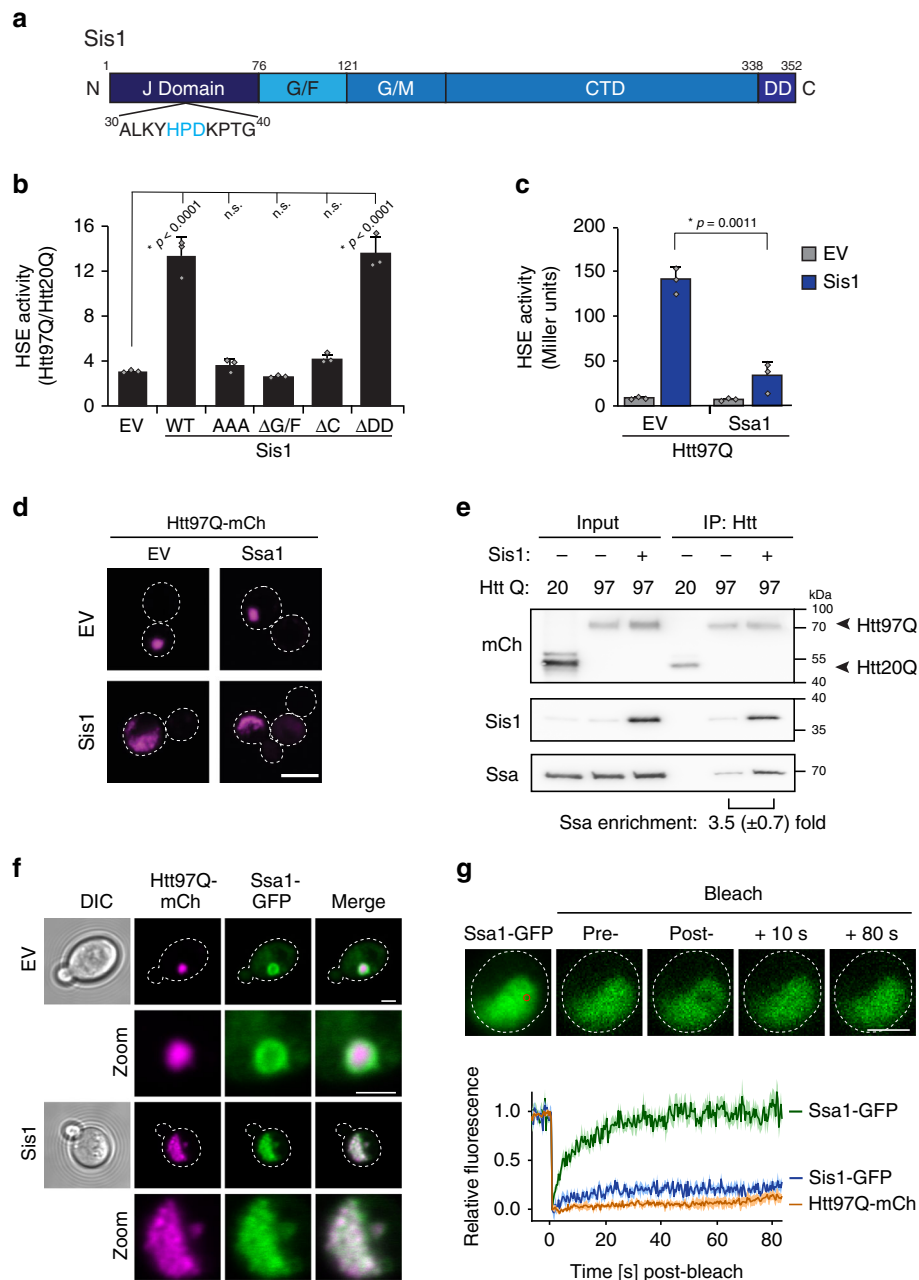 a
Sis1
1 76 121 338 352
N J Domain G/F G/M CTD DD C
30ALKYHPDKPTG40
b
HSE activity
(Htt97Q/Htt20Q)
16
12
8
4
0
* p < 0.0001 n.s. n.s. n.s. * p < 0.0001
EV WT AAA ΔG/F ΔC ΔDD
Sis1
c
HSE activity
(Miller units)
200
150
100
50
0
* p = 0.0011
EV
Sis1
EV Ssa1
Htt97Q
d
Htt97Q-mCh
EV Ssa1
EV
Sis1
e
Input IP: Htt
Sis1: – – + – – +
Htt Q: 20 97 97 20 97 97
kDa
mCh
100
70
55
40
Htt97Q
Htt20Q
Sis1
40
35
Ssa
70
Ssa enrichment: 3.5 (±0.7) fold
f
DIC Htt97Q-mCh Ssa1-GFP Merge
EV
Zoom
Sis1
Zoom
g
Bleach
Ssa1-GFP Pre- Post- + 10 s + 80 s
Relative fluorescence
1.0
0.5
0.0
Ssa1-GFP
Sis1-GFP
Htt97Q-mCh
0 20 40 60 80
Time [s] post-bleach